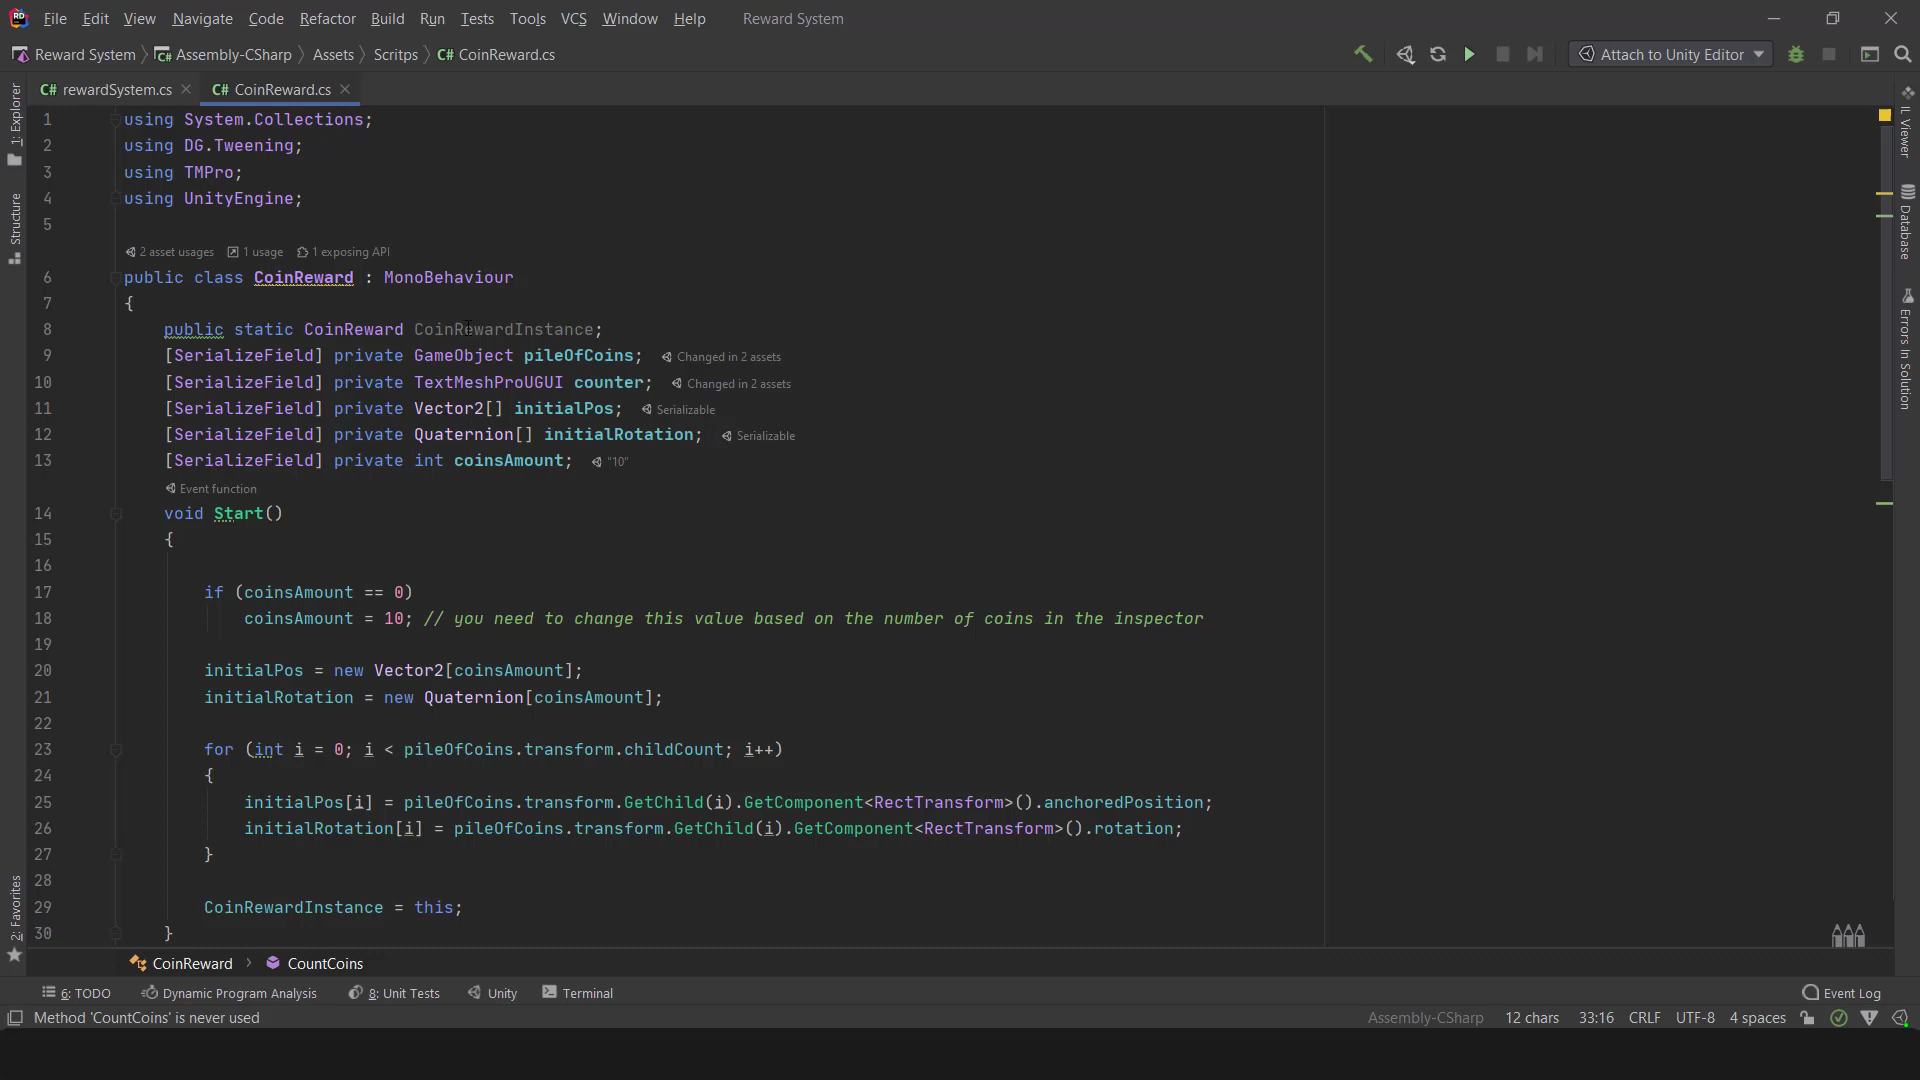 File Edit View Navigate Code Refactor Build Run Tests Tools VCS Window Help Reward System
Reward System Assembly-CSharp Assets Scritps C# CoinReward.cs Attach to Unity Editor
C# rewardSystem.cs C# CoinReward.cs
1: Explorer
Structure
2: Favorites
1 using System.Collections;
2 using DG.Tweening;
3 using TMPro;
4 using UnityEngine;
5
2 asset usages 1 usage 1 exposing API
6 public class CoinReward : MonoBehaviour
7 {
8 public static CoinReward CoinRewardInstance;
9 [SerializeField] private GameObject pileOfCoins; Changed in 2 assets
10 [SerializeField] private TextMeshProUGUI counter; Changed in 2 assets
11 [SerializeField] private Vector2[] initialPos; Serializable
12 [SerializeField] private Quaternion[] initialRotation; Serializable
13 [SerializeField] private int coinsAmount; "10"
Event function
14 void Start()
15 {
16
17 if (coinsAmount == 0)
18 coinsAmount = 10; // you need to change this value based on the number of coins in the inspector
19
20 initialPos = new Vector2[coinsAmount];
21 initialRotation = new Quaternion[coinsAmount];
22
23 for (int i = 0; i < pileOfCoins.transform.childCount; i++)
24 {
25 initialPos[i] = pileOfCoins.transform.GetChild(i).GetComponent<RectTransform>().anchoredPosition;
26 initialRotation[i] = pileOfCoins.transform.GetChild(i).GetComponent<RectTransform>().rotation;
27 }
28
29 CoinRewardInstance = this;
30 }
IL Viewer
Database
Errors In Solution
CoinReward CountCoins
6: TODO Dynamic Program Analysis 8: Unit Tests Unity Terminal Event Log
Method 'CountCoins' is never used Assembly-CSharp 12 chars 33:16 CRLF UTF-8 4 spaces